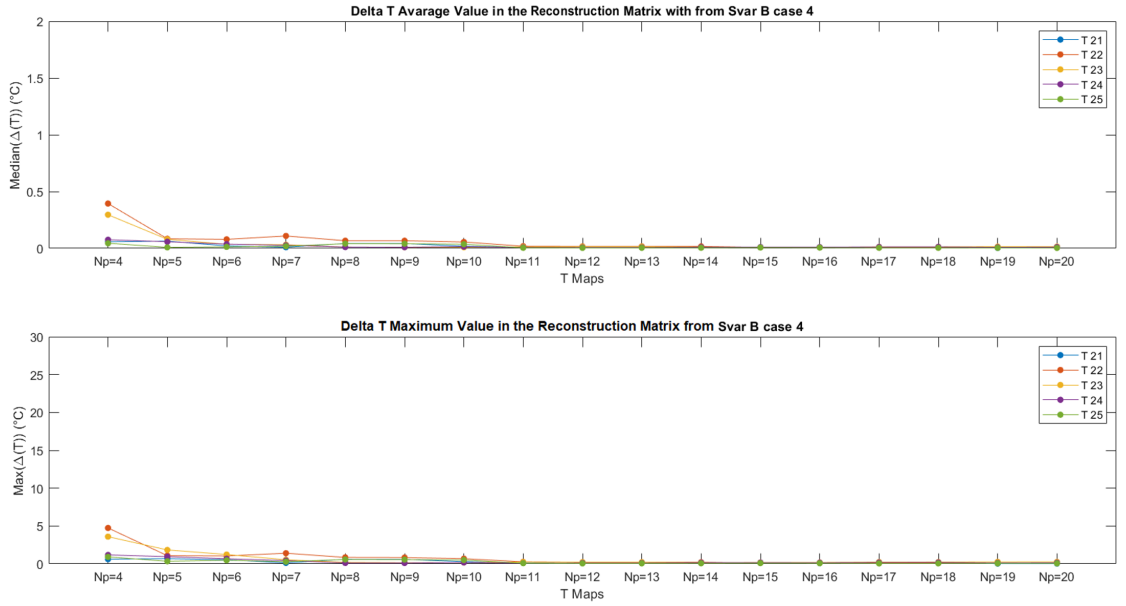 Delta T Avarage Value in the Reconstruction Matrix with from Svar B case 4
2
1.5
1
0.5
0
Median(Δ(T)) (°C)
T 21
T 22
T 23
T 24
T 25
Np=4 Np=5 Np=6 Np=7 Np=8 Np=9 Np=10 Np=11 Np=12 Np=13 Np=14 Np=15 Np=16 Np=17 Np=18 Np=19 Np=20
T Maps
Delta T Maximum Value in the Reconstruction Matrix from Svar B case 4
30
25
20
15
10
5
0
Max(Δ(T)) (°C)
T 21
T 22
T 23
T 24
T 25
Np=4 Np=5 Np=6 Np=7 Np=8 Np=9 Np=10 Np=11 Np=12 Np=13 Np=14 Np=15 Np=16 Np=17 Np=18 Np=19 Np=20
T Maps